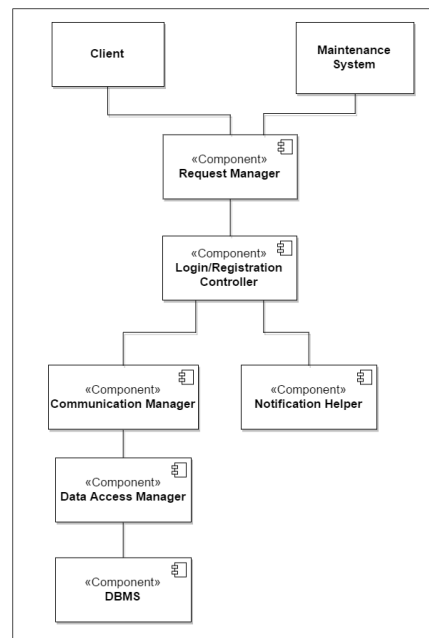 Client
Maintenance
System
«Component»
Request Manager
«Component»
Login/Registration
Controller
«Component»
Communication Manager
«Component»
Notification Helper
«Component»
Data Access Manager
«Component»
DBMS